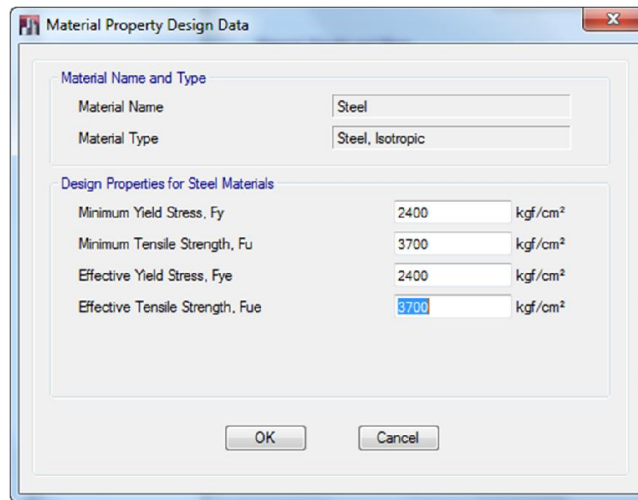 Material Property Design Data
Material Name and Type
Material Name Steel
Material Type Steel, Isotropic
Design Properties for Steel Materials
Minimum Yield Stress, Fy 2400 kgf/cm²
Minimum Tensile Strength, Fu 3700 kgf/cm²
Effective Yield Stress, Fye 2400 kgf/cm²
Effective Tensile Strength, Fue 3700 kgf/cm²
OK Cancel